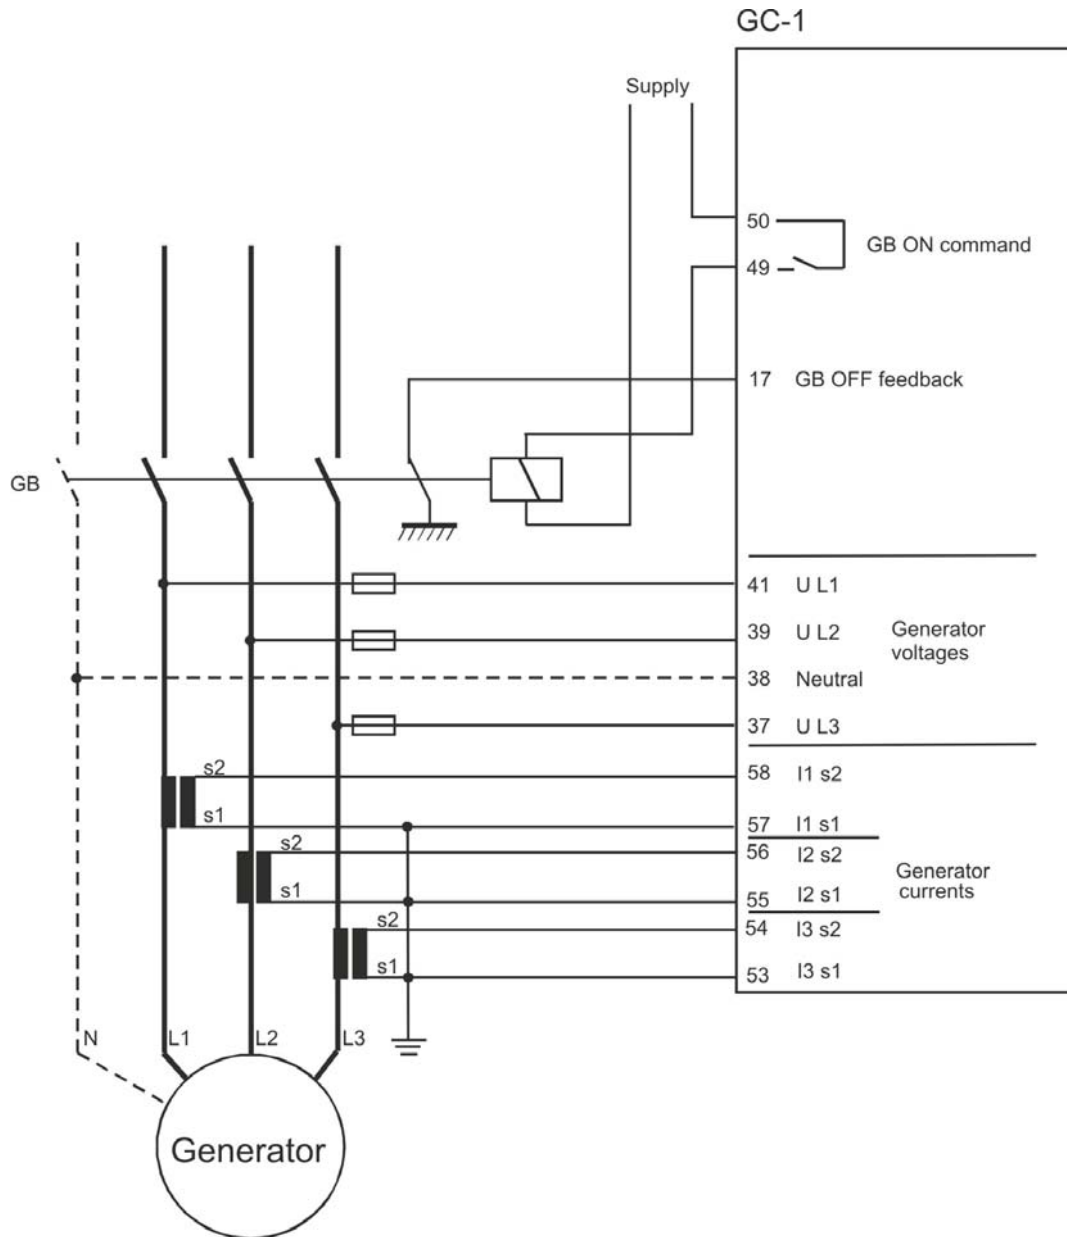 GC-1
Supply
50
GB ON command
49
17 GB OFF feedback
GB
41 U L1
39 U L2
Generator
voltages
38 Neutral
37 U L3
s2
58 I1 s2
s1
57 I1 s1
s2
56 I2 s2
Generator
currents
s1
55 I2 s1
s2
54 I3 s2
s1
53 I3 s1
N L1 L2 L3
Generator